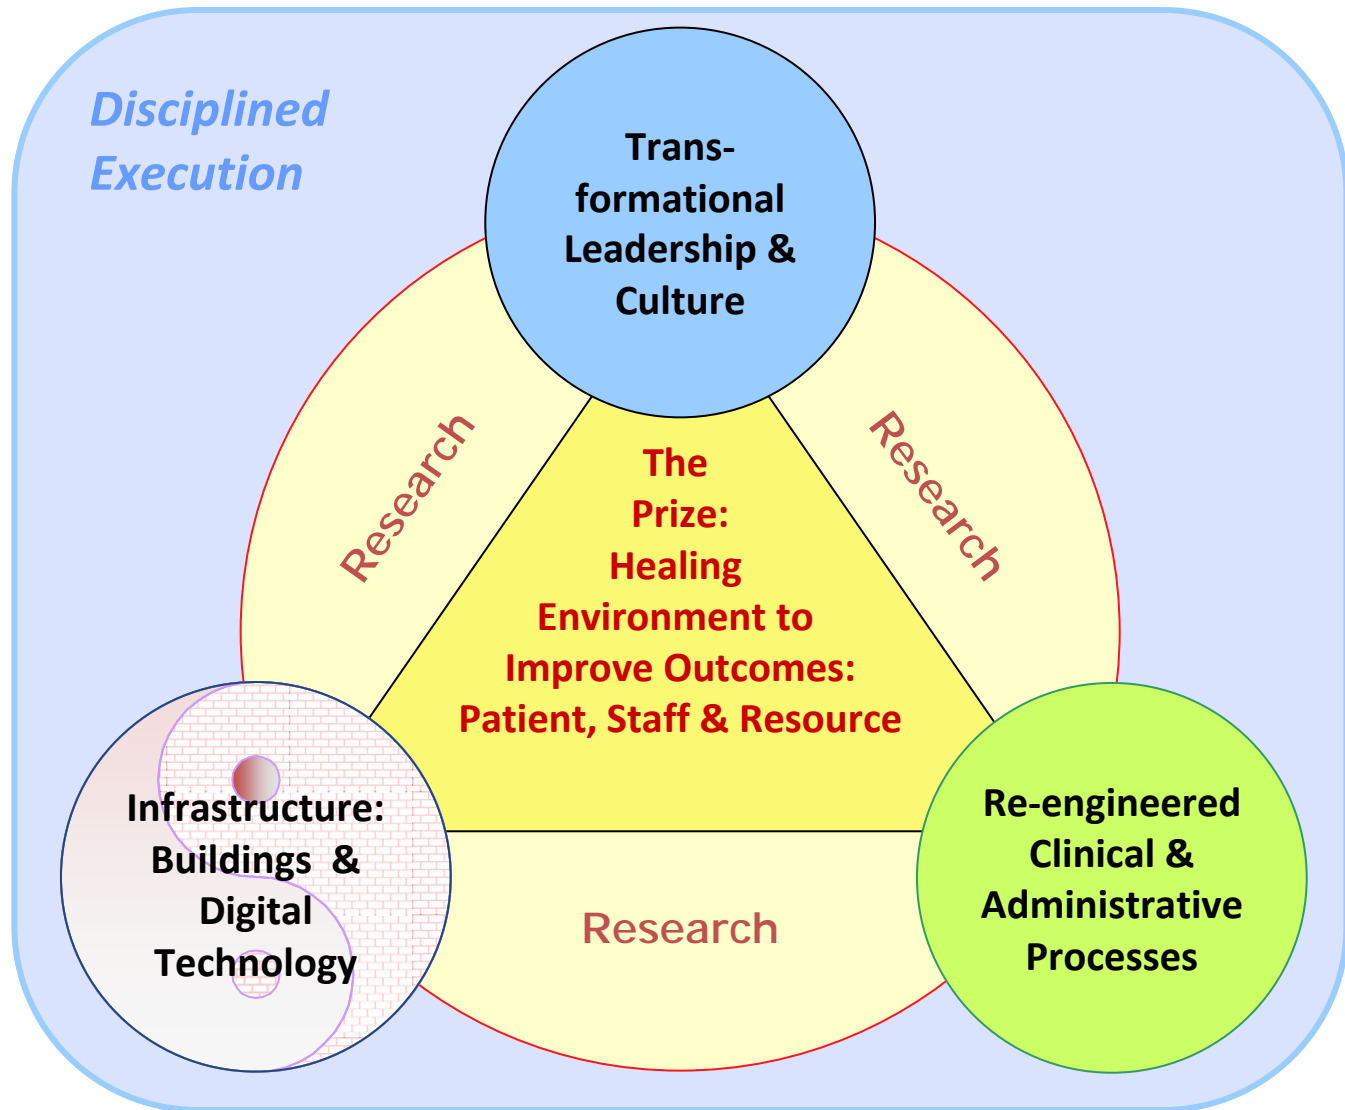 Disciplined
Execution
Trans-
formational
Leadership &
Culture
Research
Research
The
Prize:
Healing
Environment to
Improve Outcomes:
Patient, Staff & Resource
Infrastructure:
Buildings &
Digital
Technology
Re-engineered
Clinical &
Administrative
Processes
Research